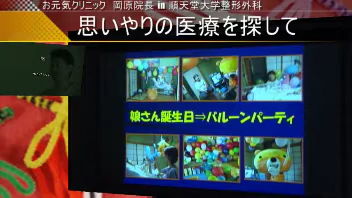 お元気クリニック 岡原院長 in 順天堂大学整形外科
思いやりの医療を探して
娘さん誕生日⇒バルーンパーティ